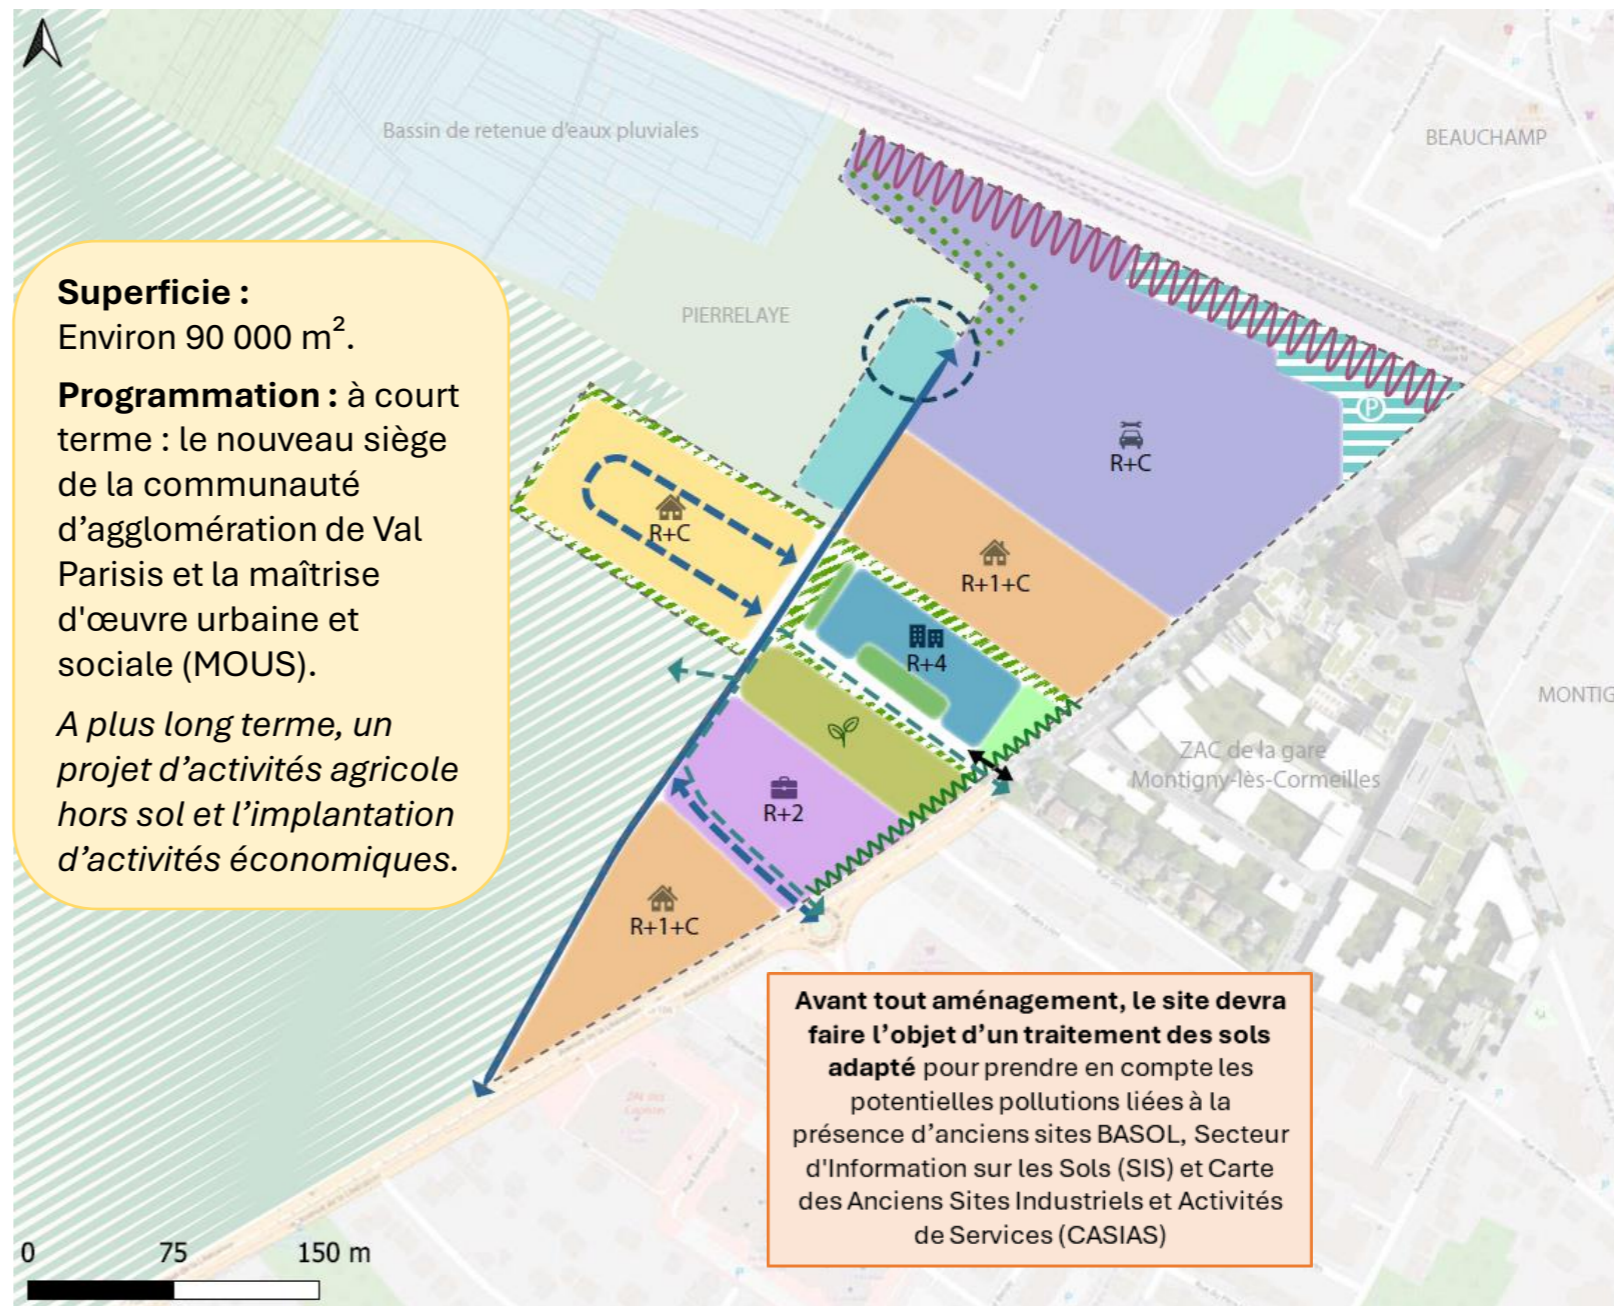 Bassin de retenue d'eaux pluviales
BEAUCHAMP
PIERRELAYE
Superficie :
Environ 90 000 m².
Programmation : à court
terme : le nouveau siège
de la communauté
d'agglomération de Val
Parisis et la maîtrise
d'œuvre urbaine et
sociale (MOUS).
A plus long terme, un
projet d'activités agricole
hors sol et l'implantation
d'activités économiques.
P
R+C
R+C
R+1+C
R+4
MONTIG
ZAC de la gare
Montigny-lès-Cormeilles
R+2
R+1+C
Avant tout aménagement, le site devra
faire l'objet d'un traitement des sols
adapté pour prendre en compte les
potentielles pollutions liées à la
présence d'anciens sites BASOL, Secteur
d'Information sur les Sols (SIS) et Carte
des Anciens Sites Industriels et Activités
de Services (CASIAS)
0 75 150 m